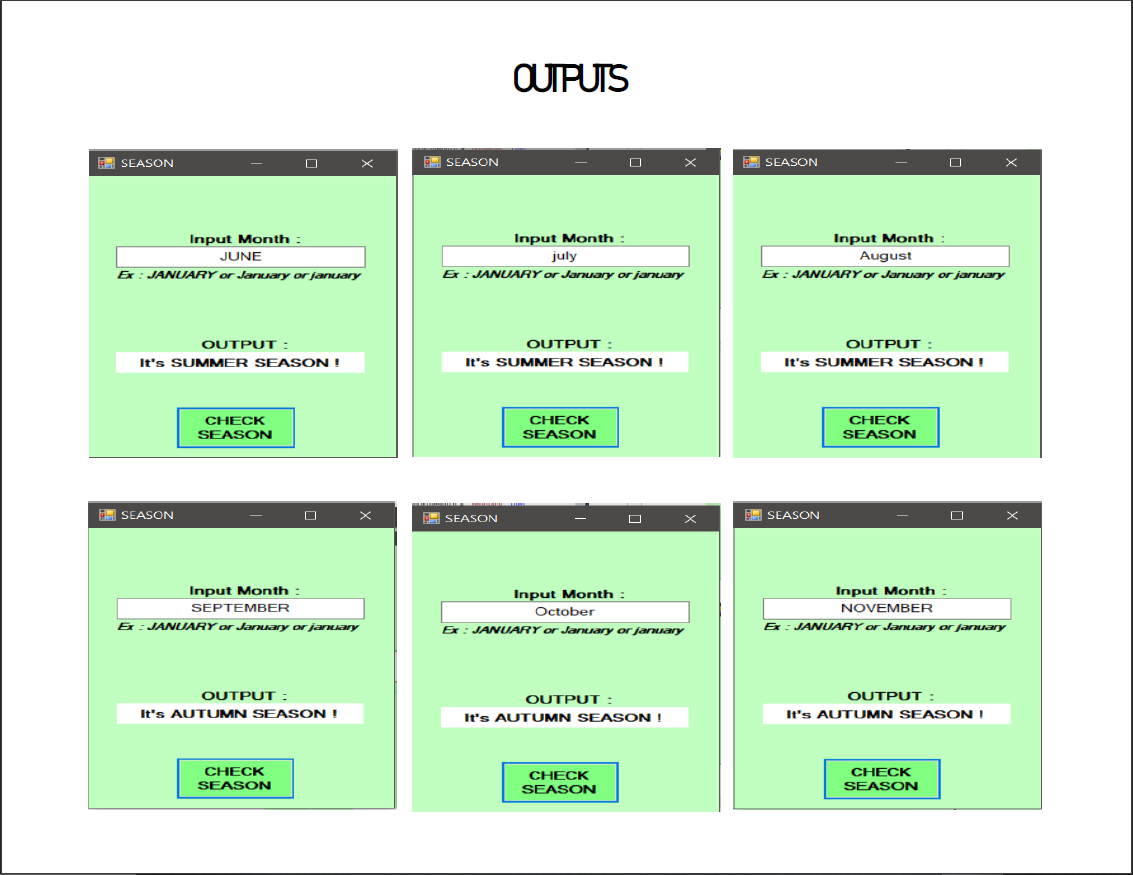 OUTPUTS
SEASON
Input Month :
JUNE
Ex : JANUARY or January or january
OUTPUT :
It's SUMMER SEASON !
CHECK
SEASON
SEASON
Input Month :
july
Ex : JANUARY or January or january
OUTPUT :
It's SUMMER SEASON !
CHECK
SEASON
SEASON
Input Month :
August
Ex : JANUARY or January or january
OUTPUT :
It's SUMMER SEASON !
CHECK
SEASON
SEASON
Input Month :
SEPTEMBER
Ex : JANUARY or January or january
OUTPUT :
It's AUTUMN SEASON !
CHECK
SEASON
SEASON
Input Month :
October
Ex : JANUARY or January or january
OUTPUT :
It's AUTUMN SEASON !
CHECK
SEASON
SEASON
Input Month :
NOVEMBER
Ex : JANUARY or January or january
OUTPUT :
It's AUTUMN SEASON !
CHECK
SEASON